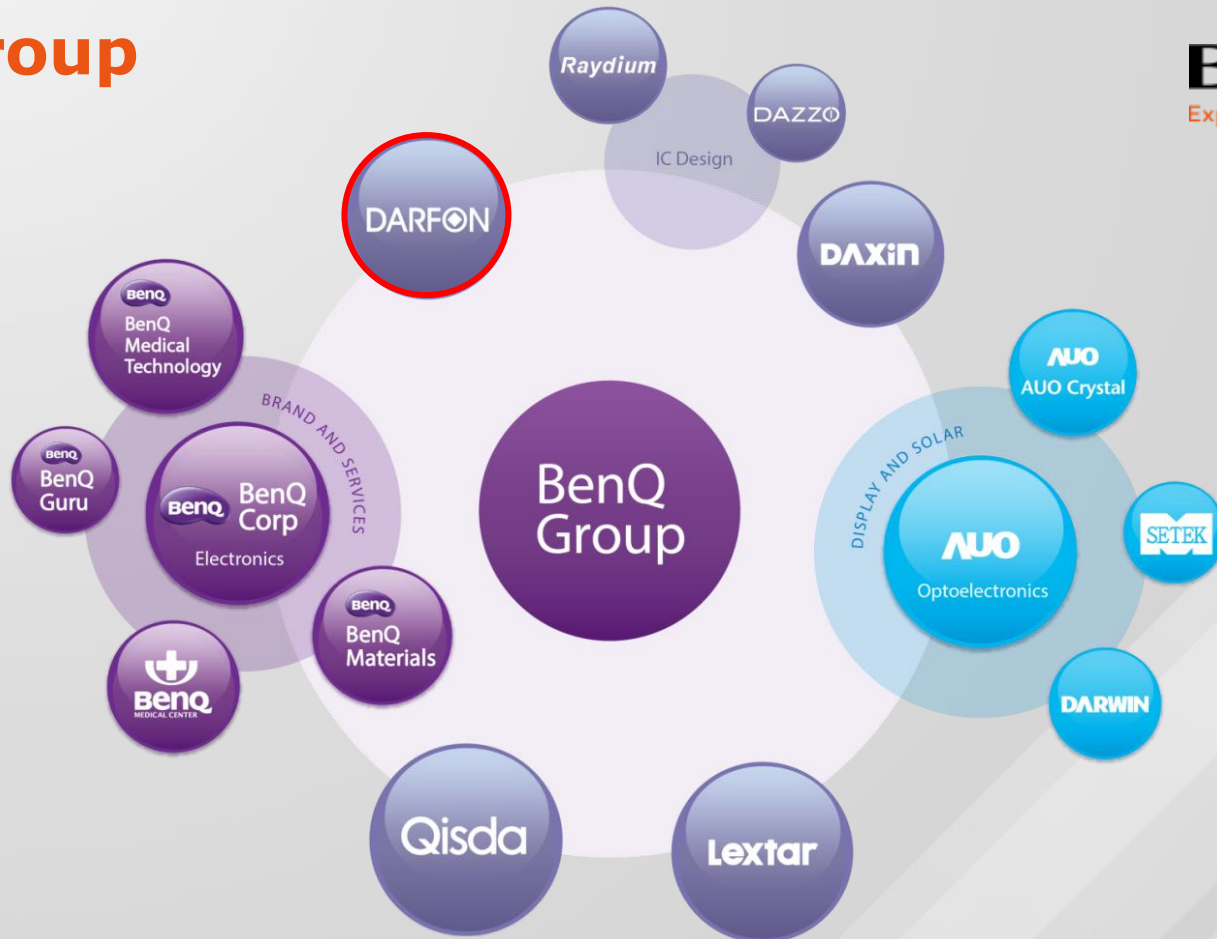 roup
B
Exp
Raydium
DAZZO
IC Design
DARFON
DAXiN
BenQ
BenQ
Medical
Technology
AUO
AUO Crystal
BRAND AND SERVICES
DISPLAY AND SOLAR
BenQ
BenQ
Guru
BenQ
BenQ
Corp
Electronics
BenQ
Group
AUO
Optoelectronics
SETEK
BenQ
BenQ
Materials
BenQ
MEDICAL CENTER
DARWIN
Qisda
Lextar